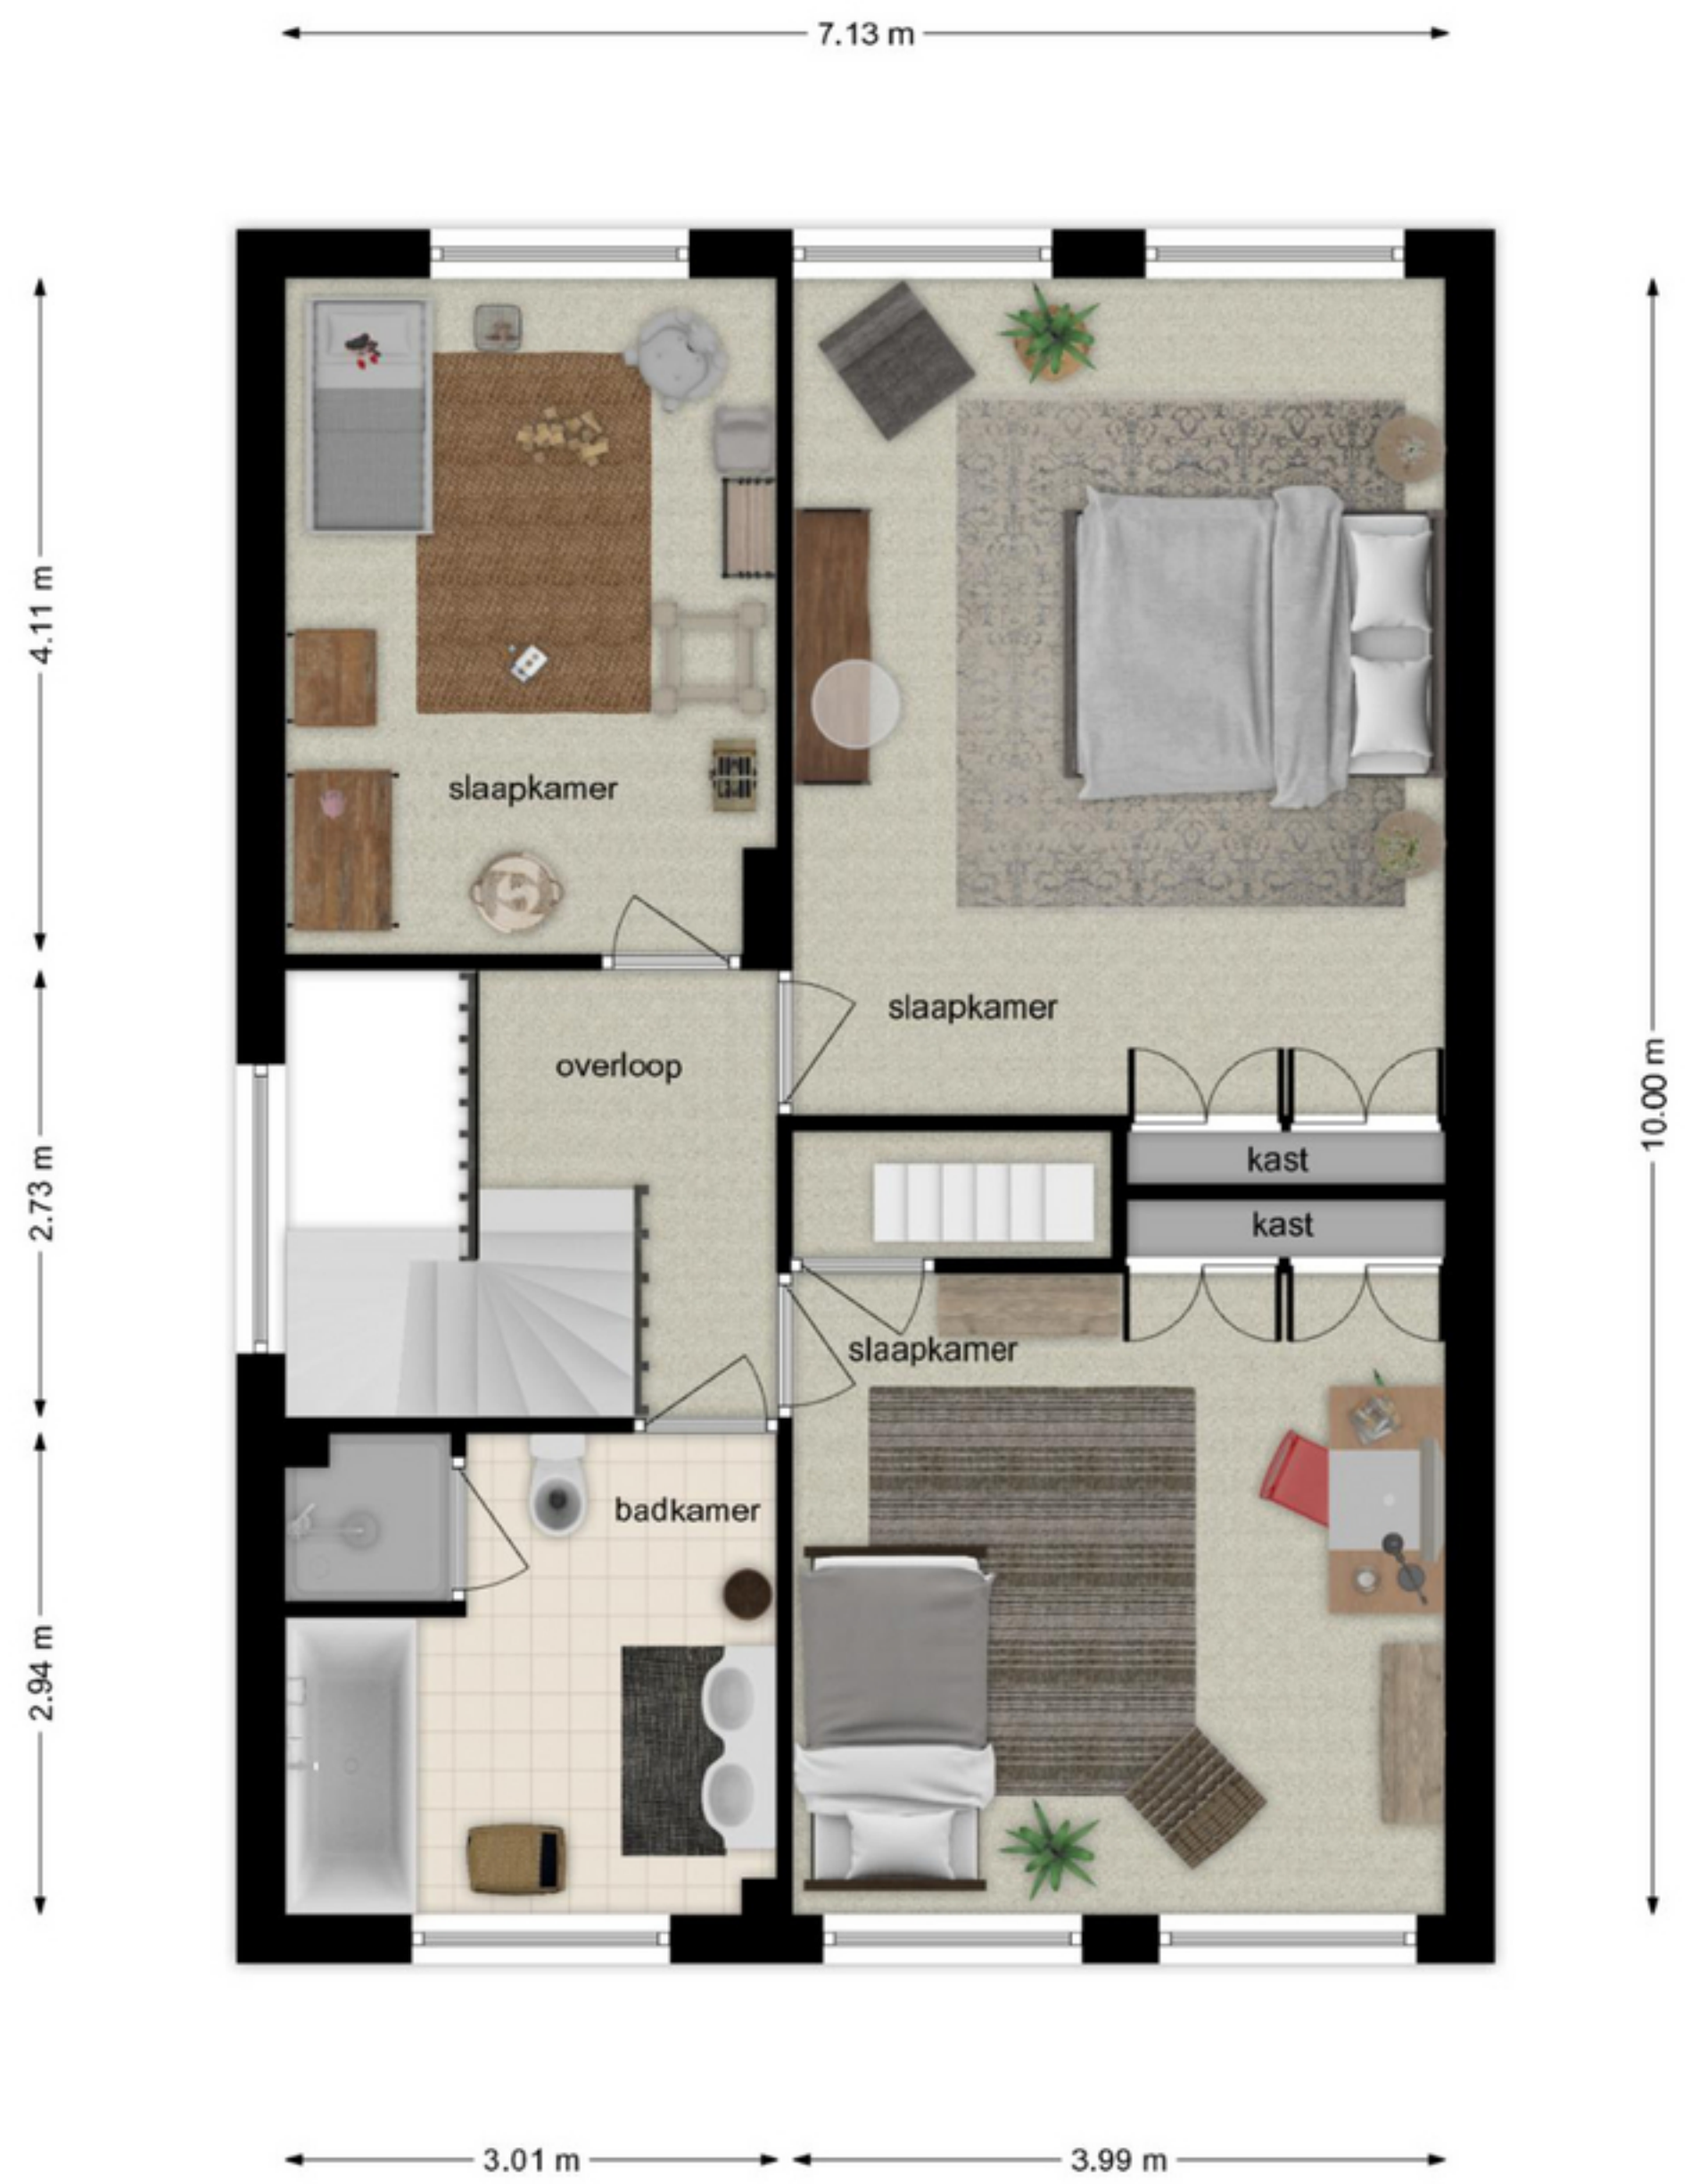 7.13 m
4.11 m
slaapkamer
slaapkamer
overloop
10.00 m
2.73 m
kast
kast
slaapkamer
badkamer
2.94 m
3.01 m
3.99 m